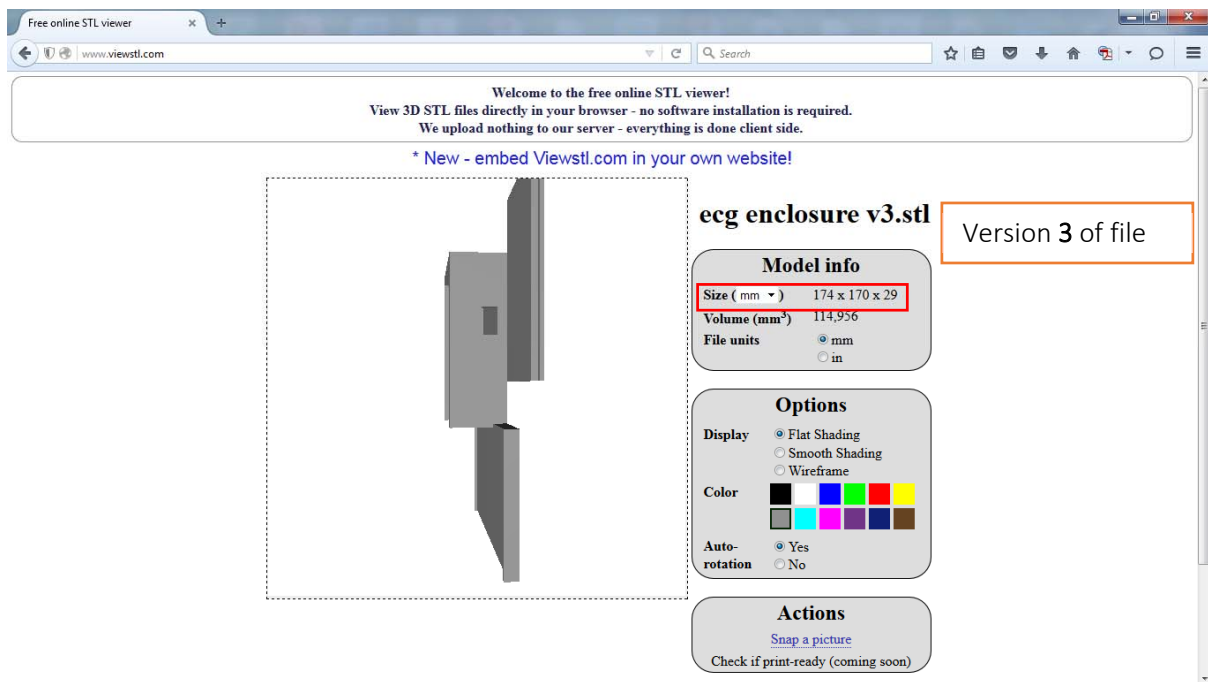 Free online STL viewer
www.viewstl.com
Search
Welcome to the free online STL viewer!
View 3D STL files directly in your browser - no software installation is required.
We upload nothing to our server - everything is done client side.
* New - embed Viewstl.com in your own website!
ecg enclosure v3.stl
Version 3 of file
Model info
Size ( mm ) 174 x 170 x 29
Volume (mm³) 114,956
File units mm
in
Options
Display Flat Shading
Smooth Shading
Wireframe
Color
Auto- Yes
rotation No
Actions
Snap a picture
Check if print-ready (coming soon)